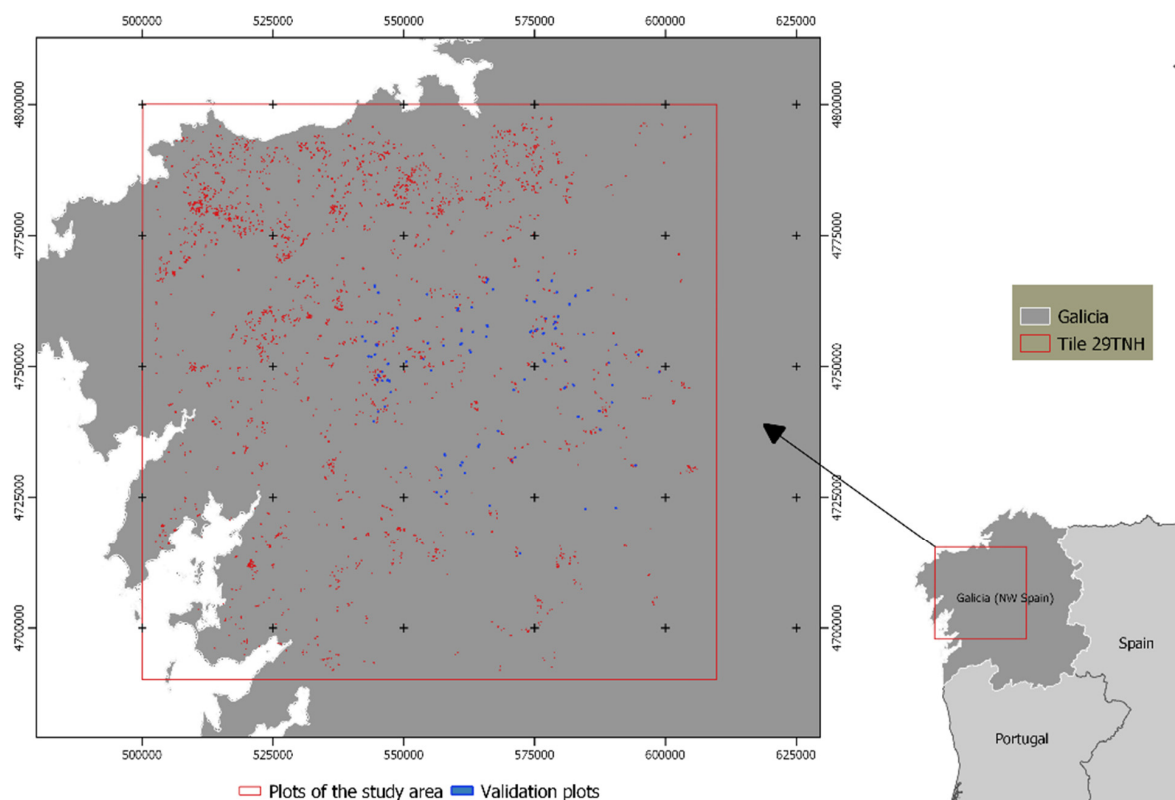 500000 525000 550000 575000 600000 625000
4800000 4800000
4775000 4775000
4750000 4750000
4725000 4725000
4700000 4700000
500000 525000 550000 575000 600000 625000
Plots of the study area Validation plots
Galicia
Tile 29TNH
Galicia (NW Spain)
Spain
Portugal